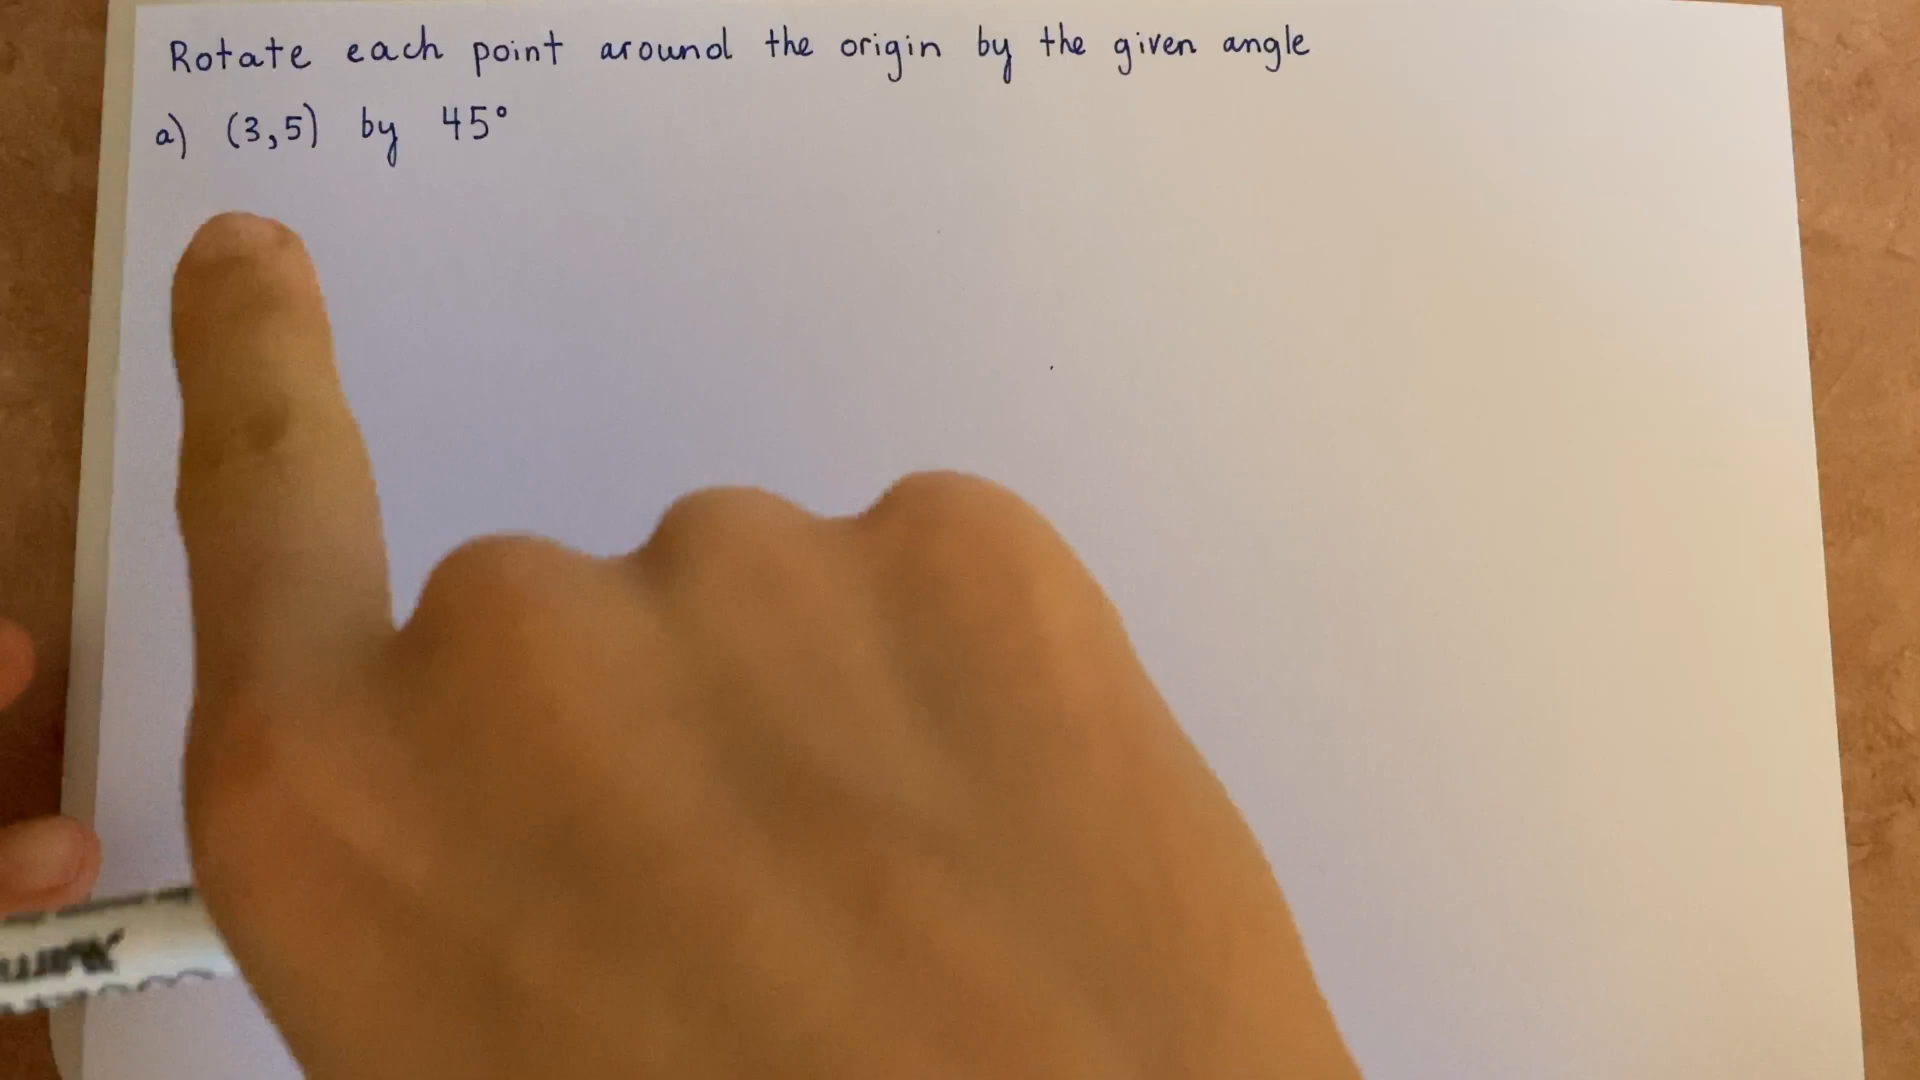 Rotate each point around the origin by the given angle
a) (3,5) by 45°